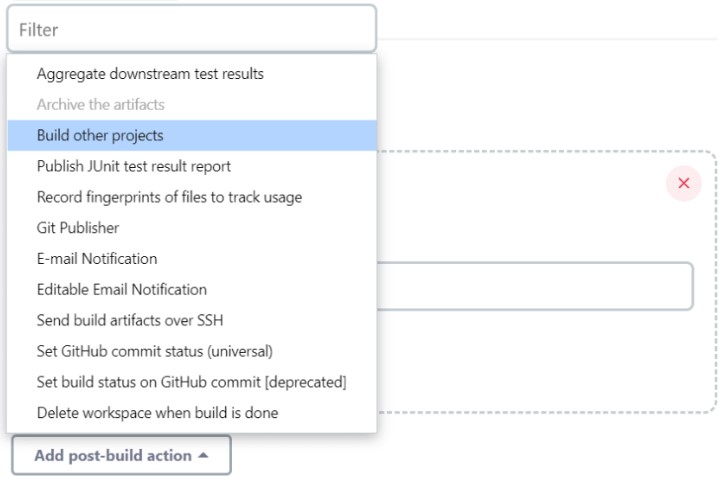 Filter
Aggregate downstream test results
Archive the artifacts
Build other projects
Publish JUnit test result report
Record fingerprints of files to track usage
Git Publisher
E-mail Notification
Editable Email Notification
Send build artifacts over SSH
Set GitHub commit status (universal)
Set build status on GitHub commit [deprecated]
Delete workspace when build is done
Add post-build action